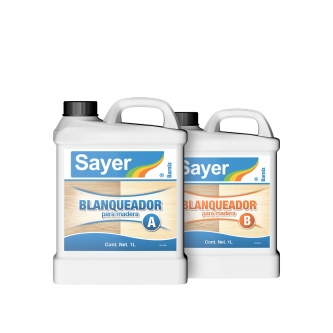 Sayer
BLANQUEADOR
para madera
A
Cont. Net. 1L
Sayer
BLANQUEADOR
para madera
B
Cont. Net. 1L